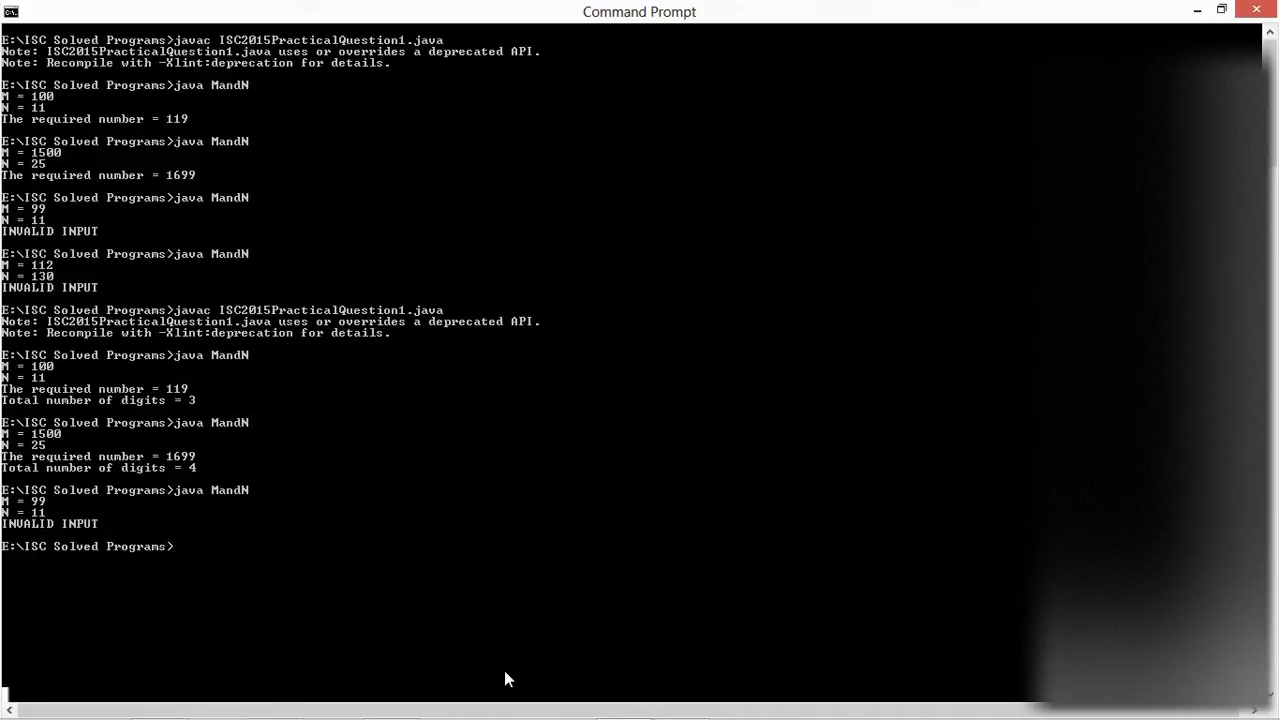 Command Prompt
E:\ISC Solved Programs>javac ISC2015PracticalQuestion1.java
Note: ISC2015PracticalQuestion1.java uses or overrides a deprecated API.
Note: Recompile with -Xlint:deprecation for details.
E:\ISC Solved Programs>java MandN
M = 100
N = 11
The required number = 119
E:\ISC Solved Programs>java MandN
M = 1500
N = 25
The required number = 1699
E:\ISC Solved Programs>java MandN
M = 99
N = 11
INVALID INPUT
E:\ISC Solved Programs>java MandN
M = 112
N = 130
INVALID INPUT
E:\ISC Solved Programs>javac ISC2015PracticalQuestion1.java
Note: ISC2015PracticalQuestion1.java uses or overrides a deprecated API.
Note: Recompile with -Xlint:deprecation for details.
E:\ISC Solved Programs>java MandN
M = 100
N = 11
The required number = 119
Total number of digits = 3
E:\ISC Solved Programs>java MandN
M = 1500
N = 25
The required number = 1699
Total number of digits = 4
E:\ISC Solved Programs>java MandN
M = 99
N = 11
INVALID INPUT
E:\ISC Solved Programs>